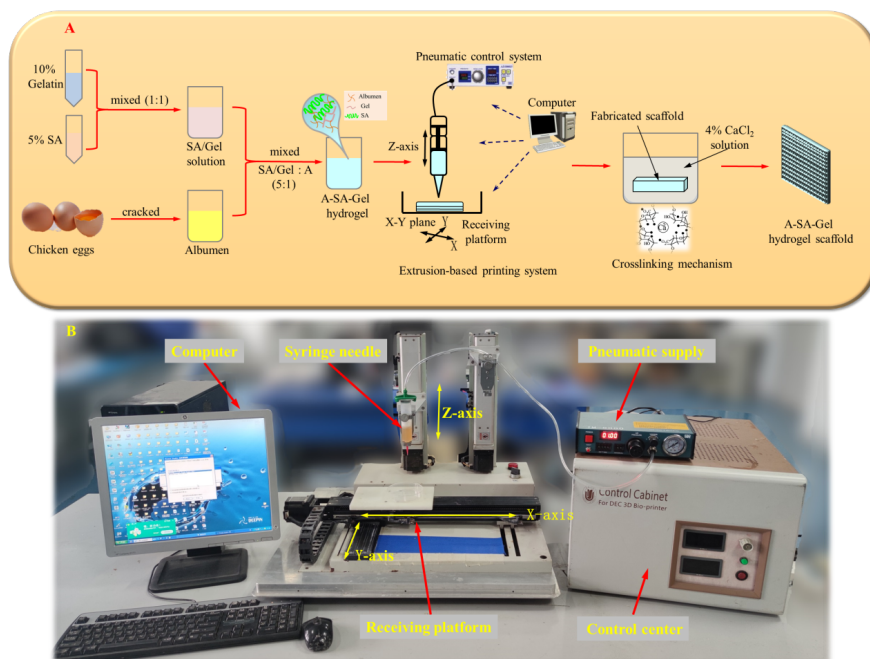 A
10%
Gelatin
5% SA
mixed (1:1)
SA/Gel
solution
Chicken eggs
cracked
Albumen
mixed
SA/Gel : A
(5:1)
Albumen
Gel
SA
A-SA-Gel
hydrogel
Pneumatic control system
Z-axis
Computer
X-Y plane
Y
X
Receiving
platform
Extrusion-based printing system
Fabricated scaffold
4% CaCl₂
solution
Crosslinking mechanism
A-SA-Gel
hydrogel scaffold
B
Computer
Syringe needle
Pneumatic supply
Z-axis
X-axis
Y-axis
Receiving platform
Control center
0100
Control Cabinet
For DEC 3D Bio-printer